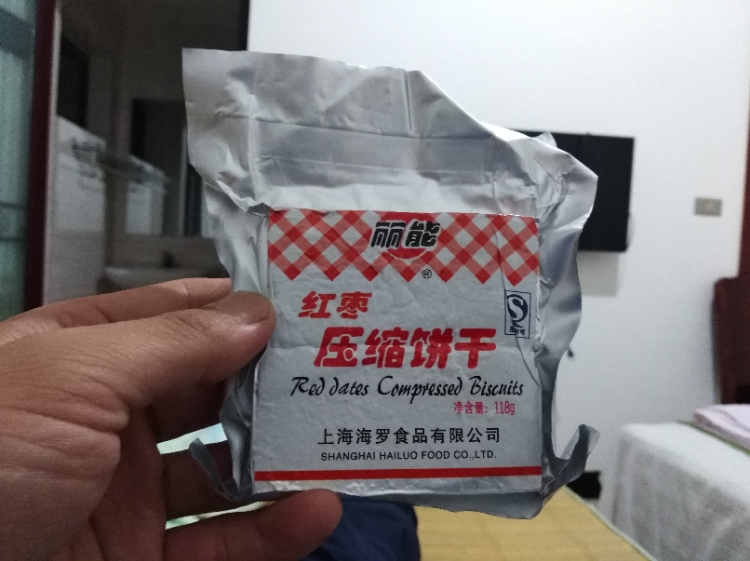 丽能
®
红枣
压缩饼干
Red dates Compressed Biscuits
净含量: 118g
上海海罗食品有限公司
SHANGHAI HAILUO FOOD CO.,LTD.